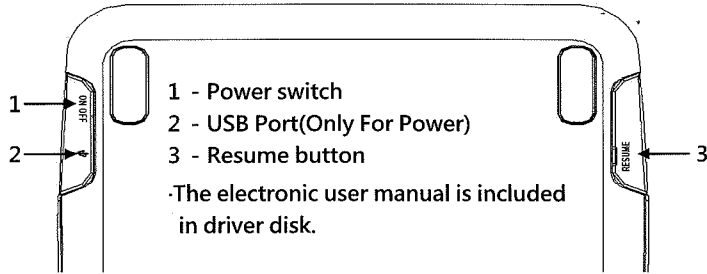 1 - Power switch
2 - USB Port(Only For Power)
3 - Resume button
·The electronic user manual is included
in driver disk.
1
ON OFF
2
RESUME
3